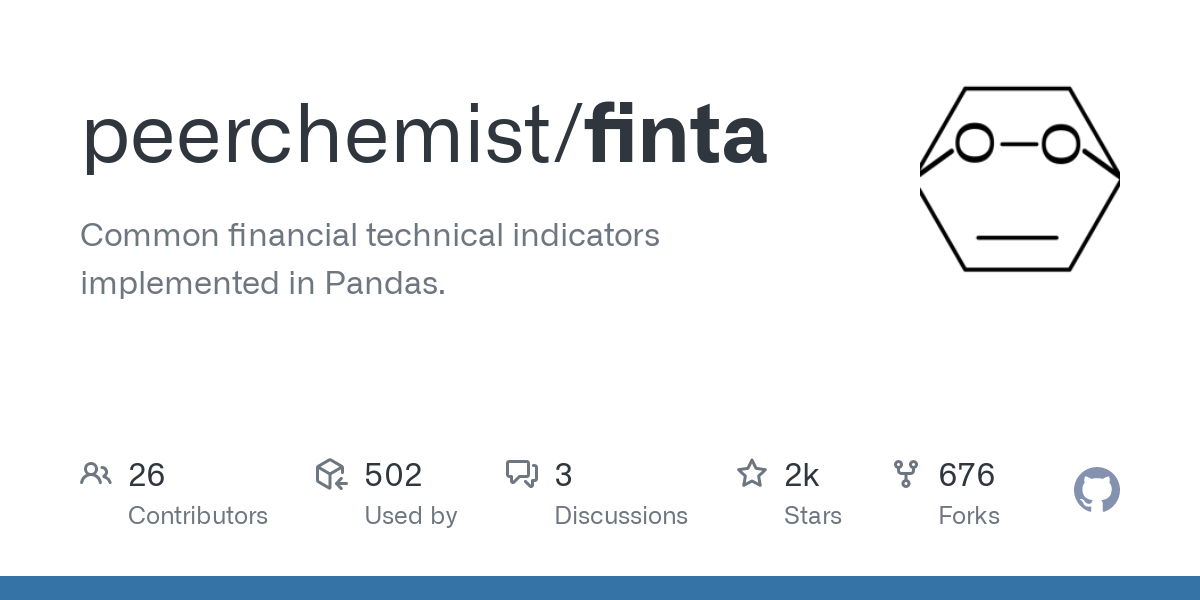 peerchemist/finta
Common financial technical indicators
implemented in Pandas.
26
Contributors
502
Used by
3
Discussions
2k
Stars
676
Forks